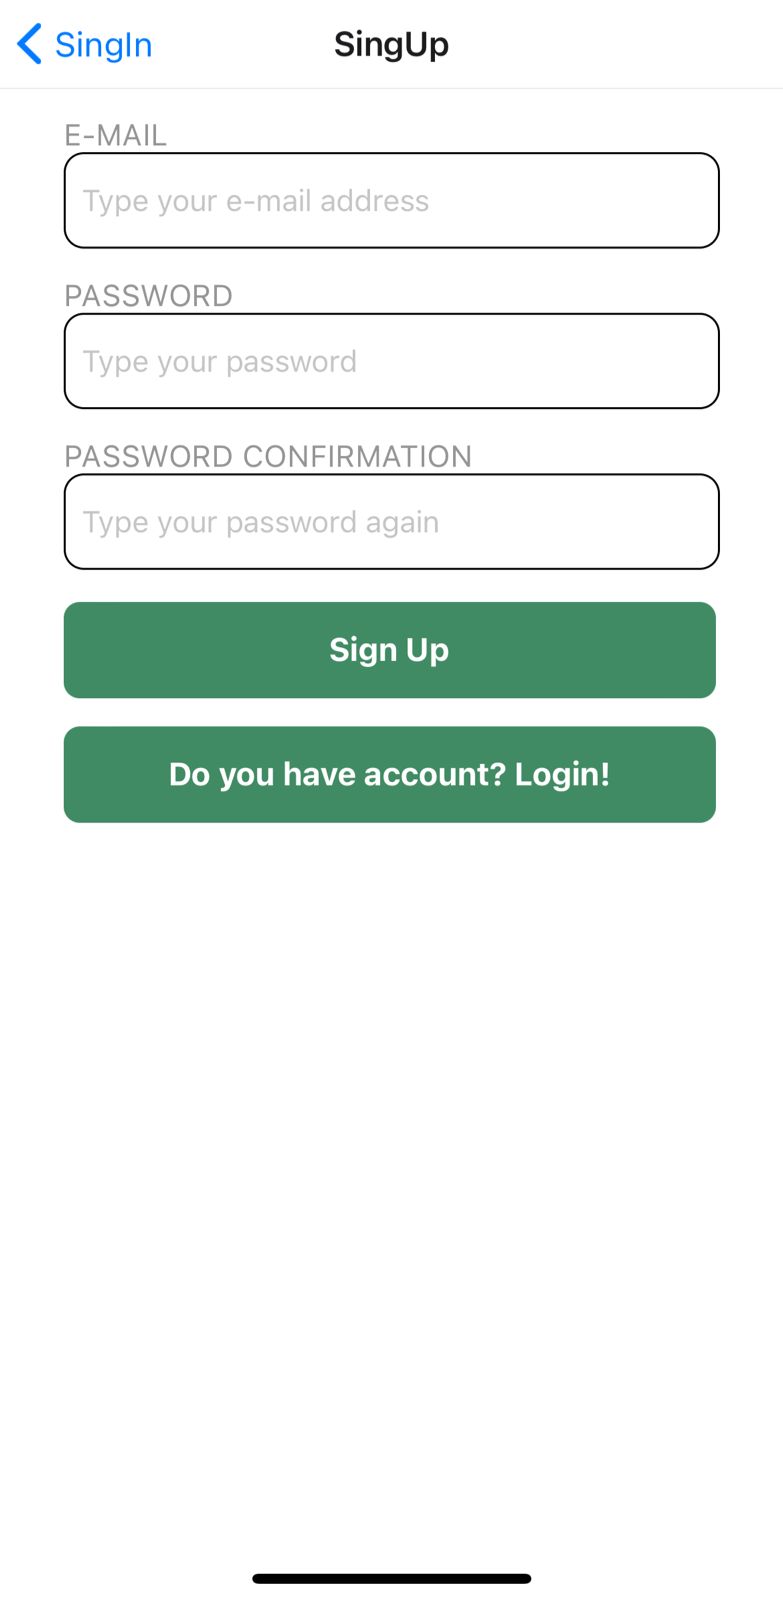 SingIn
SingUp
E-MAIL
Type your e-mail address
PASSWORD
Type your password
PASSWORD CONFIRMATION
Type your password again
Sign Up
Do you have account? Login!